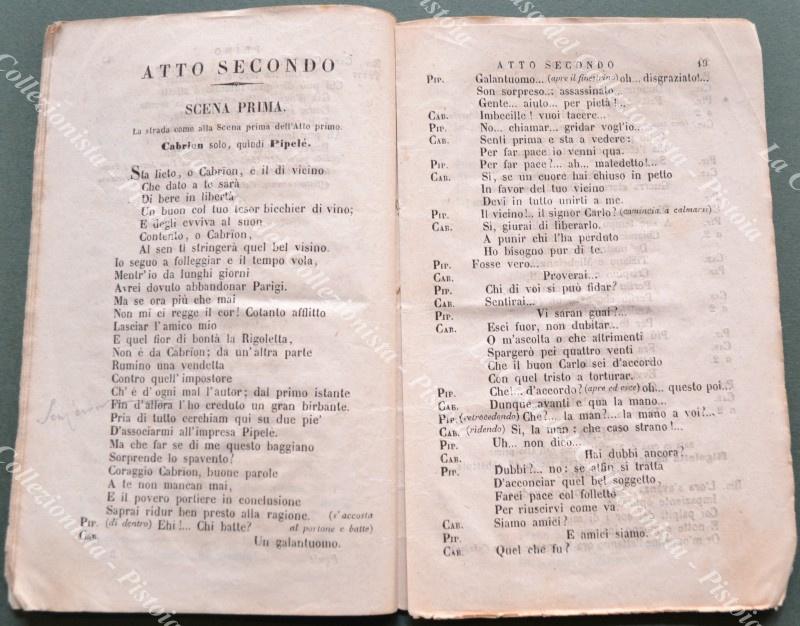 ATTO SECONDO
SCENA PRIMA.
La strada come alla Scena prima dell'Atto primo.
Cabrion solo, quindi Pipelé.
Sta lieto, o Cabrion, è il dì vicino
Che dato a te sarà
Di bere in libertà
Un buon col tuo tesor bicchier di vino;
E degli evviva al suon
Contento, o Cabrion,
Al sen ti stringerà quel bel visino.
Io seguo a folleggiar e il tempo vola,
Mentr'io da lunghi giorni
Avrei dovuto abbandonar Parigi.
Ma se ora più che mai
Non mi ci regge il cor! Cotanto afflitto
Lasciar l'amico mio
E quel fior di bontà la Rigoletta,
Non è da Cabrion; da un'altra parte
Rumino una vendetta
Contro quell'impostore
Ch'è d'ogni mal l'autor; dal primo istante
Fin d'allora l'ho creduto un gran birbante.
Pria di tutto cerchiam qui su due piè
D'associarmi all'impresa Pipelè.
Ma che far se di me questo baggiano
Sorprende lo spavento?
Coraggio Cabrion, buone parole
A te non mancan mai,
E il povero portiere in conclusione
Saprai ridur ben presto alla ragione. (s'accosta
Pip. (di dentro) Ehi!... Chi batte? al portone e batte)
Cab. Un galantuomo.
ATTO SECONDO 19
Pip. Galantuomo... (apre il finestrino) oh.. disgraziato!...
Son sorpreso.: assassinato..
Gente... aiuto... per pietà!..
Cab. Imbecille! vuoi tacere...
Pip. No... chiamar.. gridar vogl'io..
Cab. Senti prima e sta a vedere:
Per far pace io venni qua.
Pip. Per far pace?... ah.. maledetto!..
Cab. Sì, se un cuore hai chiuso in petto
In favor del tuo vicino
Devi in tutto unirti a me.
Pip. Il vicino!.. il signor Carlo? (comincia a calmarsi)
Cab. Sì, giurai di liberarlo.
A punir chi l'ha perduto
Ho bisogno pur di te.
Pip. Fosse vero...
Cab. Proverai..
Pip. Chi di voi si può fidar?
Cab. Sentirai...
Pip. Vi saran guai?...
Cab. Esci fuor, non dubitar...
O m'ascolta o che altrimenti
Spargerò pei quattro venti
Che il buon Carlo sei d'accordo
Con quel tristo a torturar.
Pip. Che!.. d'accordo? (apre ed esce) oh.. questo poi...
Cab. Dunque avanti e qua la mano...
Pip. (retrocedendo) Che?.... la man?... la mano a voi?..
Cab. (ridendo) Sì, la man; che caso strano!...
Pip. Uh... non dico...
Cab. Hai dubbi ancora?
Pip. Dubbi?... no: se alfin si tratta
D'acconciar quel bel soggetto,
Farei pace col folletto
Per riuscirvi come va.
Cab. Siamo amici?
Pip. E amici siamo.
Cab. Quel che fu?
Collezionista - Pistoia